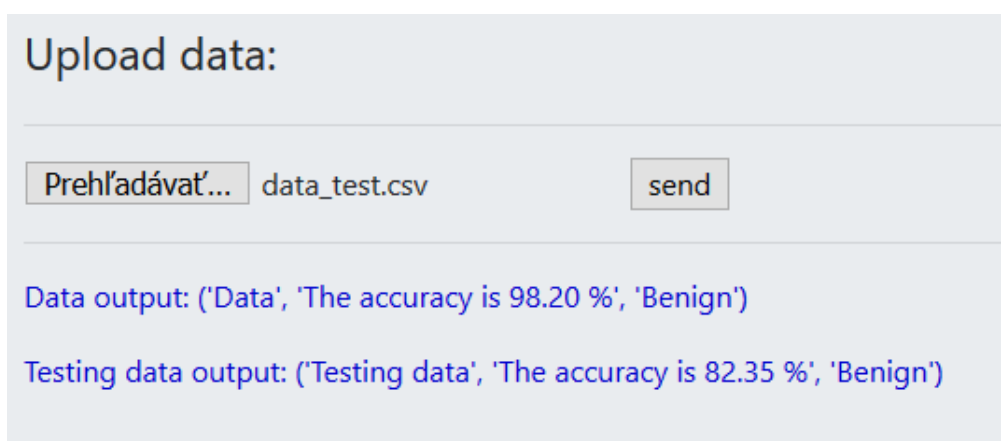 Upload data:
Prehľadávať... data_test.csv send
Data output: ('Data', 'The accuracy is 98.20 %', 'Benign')
Testing data output: ('Testing data', 'The accuracy is 82.35 %', 'Benign')